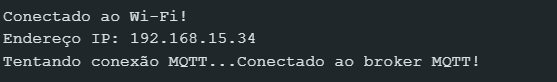 Conectado ao Wi-Fi!
Endereço IP: 192.168.15.34
Tentando conexão MQTT...Conectado ao broker MQTT!